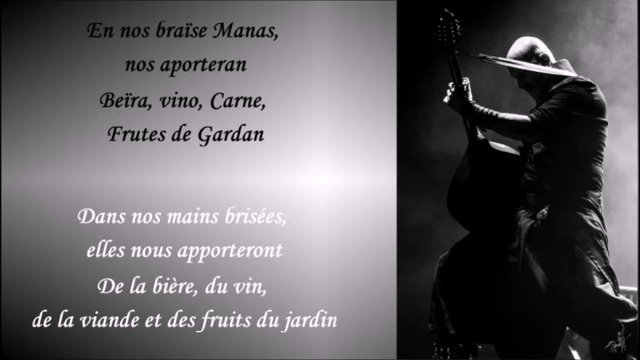 En nos braïse Manas,
nos aporteran
Beïra, vino, Carne,
Frutes de Gardan
Dans nos mains brisées,
elles nous apporteront
De la bière, du vin,
de la viande et des fruits du jardin